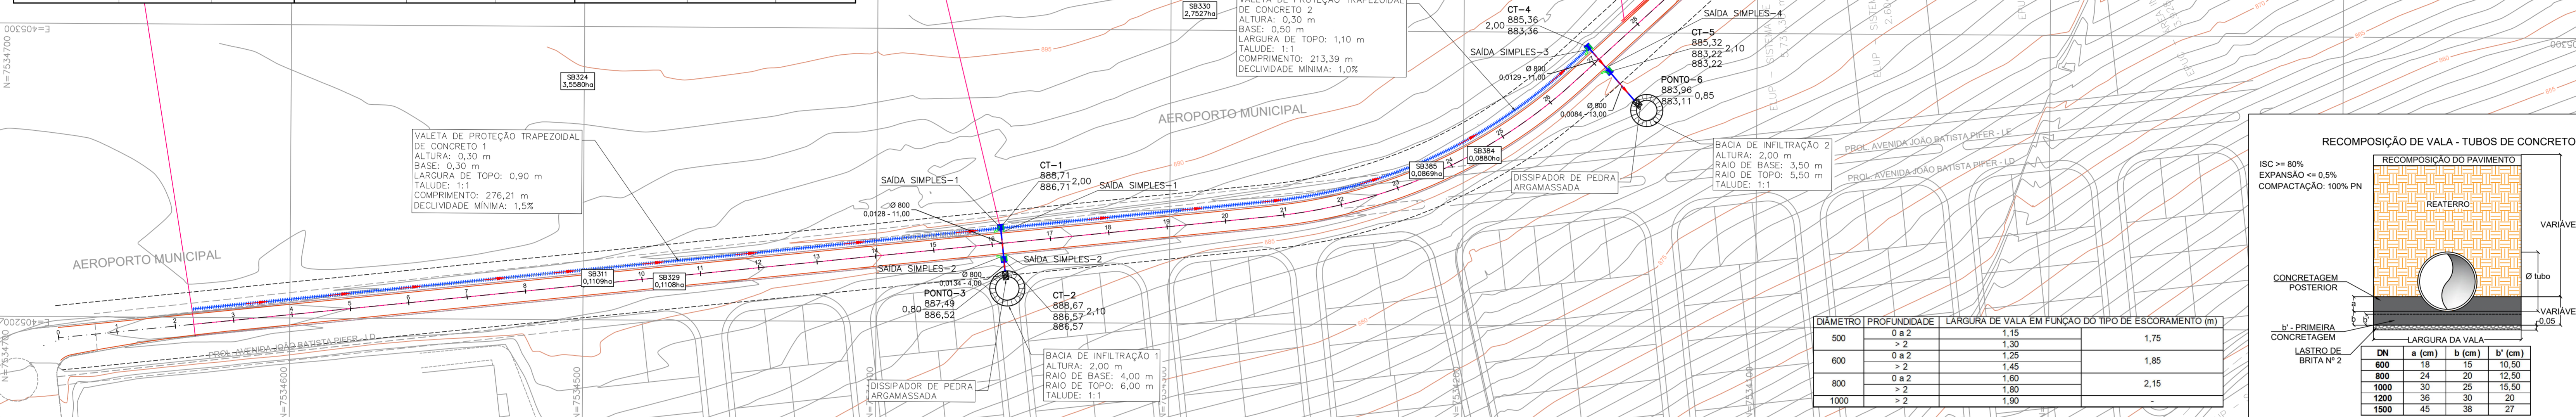 E=405300
N=7534700
SB324
3,5580ha
SB330
2,7527ha
VALETA DE PROTEÇÃO TRAPEZOIDAL
DE CONCRETO 2
ALTURA: 0,30 m
BASE: 0,50 m
LARGURA DE TOPO: 1,10 m
TALUDE: 1:1
COMPRIMENTO: 213,39 m
DECLIVIDADE MÍNIMA: 1,0%
CT-4
885,36
883,36
2,00
SAÍDA SIMPLES-3
SAÍDA SIMPLES-4
CT-5
885,32
883,22
883,22
2,10
Ø 800
0,0129 - 11,00
PONTO-6
883,96
883,11
0,85
Ø 800
0,0084 - 13,00
AEROPORTO MUNICIPAL
VALETA DE PROTEÇÃO TRAPEZOIDAL
DE CONCRETO 1
ALTURA: 0,30 m
BASE: 0,30 m
LARGURA DE TOPO: 0,90 m
TALUDE: 1:1
COMPRIMENTO: 276,21 m
DECLIVIDADE MÍNIMA: 1,5%
SAÍDA SIMPLES-1
CT-1
888,71
886,71
2,00
SAÍDA SIMPLES-1
Ø 800
0,0128 - 11,00
SB385
0,0869ha
SB384
0,0880ha
DISSIPADOR DE PEDRA
ARGAMASSADA
BACIA DE INFILTRAÇÃO 2
ALTURA: 2,00 m
RAIO DE BASE: 3,50 m
RAIO DE TOPO: 5,50 m
TALUDE: 1:1
PROL. AVENIDA JOÃO BATISTA PIFER - LE
PROL. AVENIDA JOÃO BATISTA PIFER - LD
AEROPORTO MUNICIPAL
SB311
0,1109ha
SB329
0,1108ha
SAÍDA SIMPLES-2
SAÍDA SIMPLES-2
Ø 800
0,0134 - 4,00
PONTO-3
887,49
886,52
0,80
CT-2
888,67
886,57
886,57
2,10
BACIA DE INFILTRAÇÃO 1
ALTURA: 2,00 m
RAIO DE BASE: 4,00 m
RAIO DE TOPO: 6,00 m
TALUDE: 1:1
DISSIPADOR DE PEDRA
ARGAMASSADA
E=405200
N=7534700
PROL. AVENIDA JOÃO BATISTA PIFER - LD
N=7534600
N=7534500
N=7534200
N=7534100
DIÂMETRO PROFUNDIDADE LARGURA DE VALA EM FUNÇÃO DO TIPO DE ESCORAMENTO (m)
500 0 a 2 1,15 1,75
> 2 1,30
600 0 a 2 1,25 1,85
> 2 1,45
800 0 a 2 1,60 2,15
> 2 1,80
1000 > 2 1,90 -
RECOMPOSIÇÃO DE VALA - TUBOS DE CONCRETO
ISC >= 80%
EXPANSÃO <= 0,5%
COMPACTAÇÃO: 100% PN
RECOMPOSIÇÃO DO PAVIMENTO
REATERRO
VARIÁVE
Ø tubo
CONCRETAGEM
POSTERIOR
a
b
b'
VARIÁVE
0,05
b' - PRIMEIRA
CONCRETAGEM
LARGURA DA VALA
LASTRO DE
BRITA Nº 2
DN a (cm) b (cm) b' (cm)
600 18 15 10,50
800 24 20 12,50
1000 30 25 15,50
1200 36 30 20
1500 45 38 27